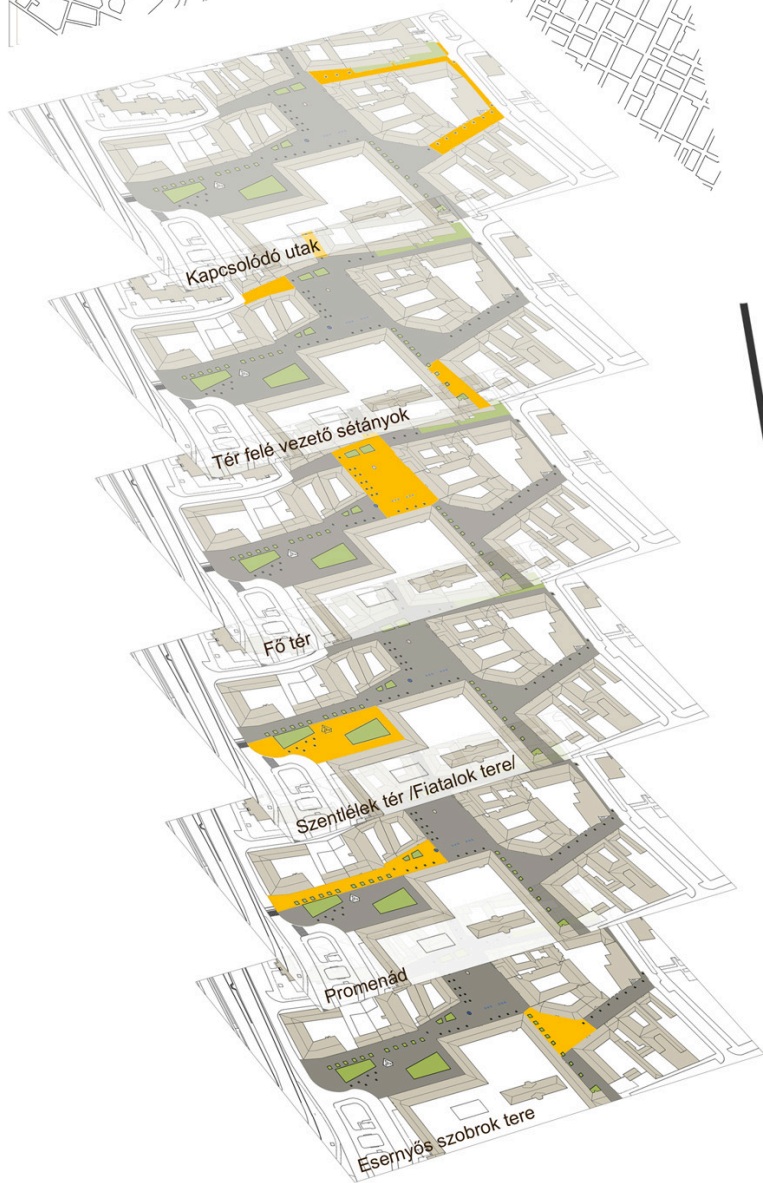 Kapcsolódó utak
Tér felé vezető sétányok
Fő tér
Szentlélek tér /Fiatalok tere/
Promenád
Esernyős szobrok tere